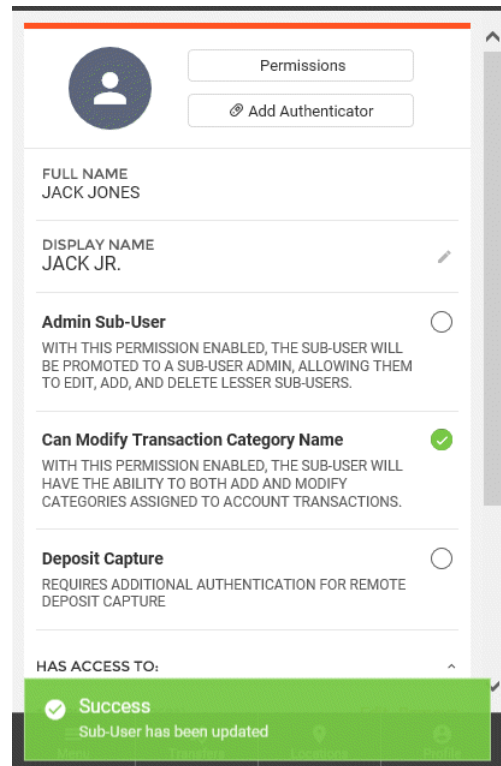 Permissions
Add Authenticator
FULL NAME
JACK JONES
DISPLAY NAME
JACK JR.
Admin Sub-User
WITH THIS PERMISSION ENABLED, THE SUB-USER WILL
BE PROMOTED TO A SUB-USER ADMIN, ALLOWING THEM
TO EDIT, ADD, AND DELETE LESSER SUB-USERS.
Can Modify Transaction Category Name
WITH THIS PERMISSION ENABLED, THE SUB-USER WILL
HAVE THE ABILITY TO BOTH ADD AND MODIFY
CATEGORIES ASSIGNED TO ACCOUNT TRANSACTIONS.
Deposit Capture
REQUIRES ADDITIONAL AUTHENTICATION FOR REMOTE
DEPOSIT CAPTURE
HAS ACCESS TO:
Success
Sub-User has been updated
Menu Transfers Locations Profile